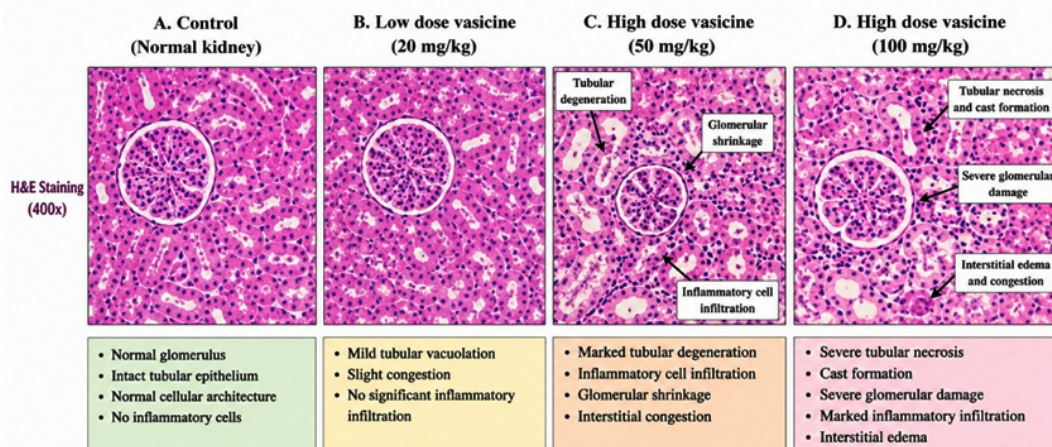 A. Control
(Normal kidney)
B. Low dose vasicine
(20 mg/kg)
C. High dose vasicine
(50 mg/kg)
D. High dose vasicine
(100 mg/kg)
H&E Staining
(400x)
Tubular
degeneration
Glomerular
shrinkage
Inflammatory cell
infiltration
Tubular necrosis
and cast formation
Severe glomerular
damage
Interstitial edema
and congestion
• Normal glomerulus
• Intact tubular epithelium
• Normal cellular architecture
• No inflammatory cells
• Mild tubular vacuolation
• Slight congestion
• No significant inflammatory
infiltration
• Marked tubular degeneration
• Inflammatory cell infiltration
• Glomerular shrinkage
• Interstitial congestion
• Severe tubular necrosis
• Cast formation
• Severe glomerular damage
• Marked inflammatory infiltration
• Interstitial edema